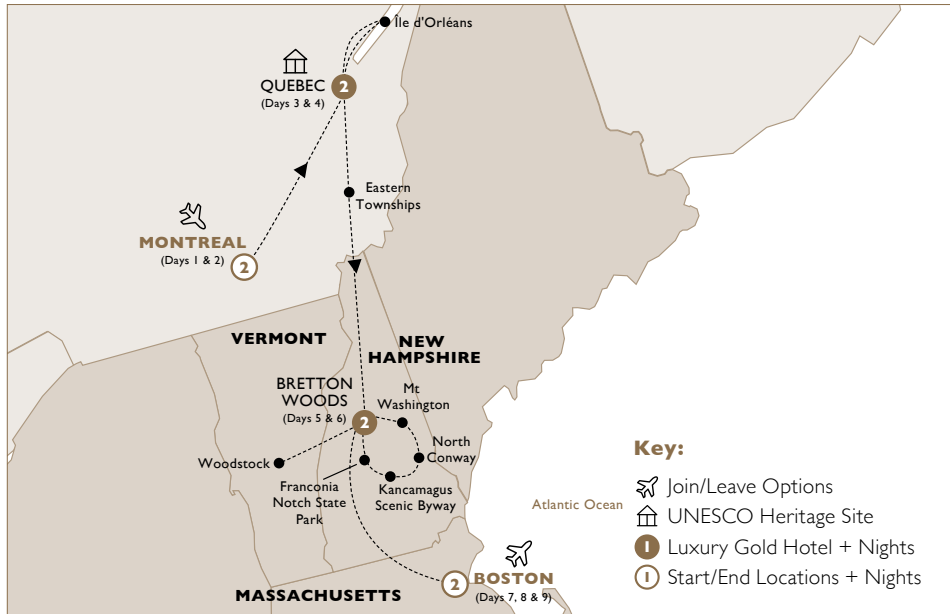 Île d'Orléans
QUEBEC
(Days 3 & 4)
2
Eastern
Townships
MONTREAL
(Days 1 & 2)
2
VERMONT
NEW
HAMPSHIRE
BRETTON
WOODS
(Days 5 & 6)
2
Mt
Washington
North
Conway
Woodstock
Franconia
Notch State
Park
Kancamagus
Scenic Byway
Atlantic Ocean
2
BOSTON
(Days 7, 8 & 9)
MASSACHUSETTS
Key:
Join/Leave Options
UNESCO Heritage Site
1 Luxury Gold Hotel + Nights
1 Start/End Locations + Nights